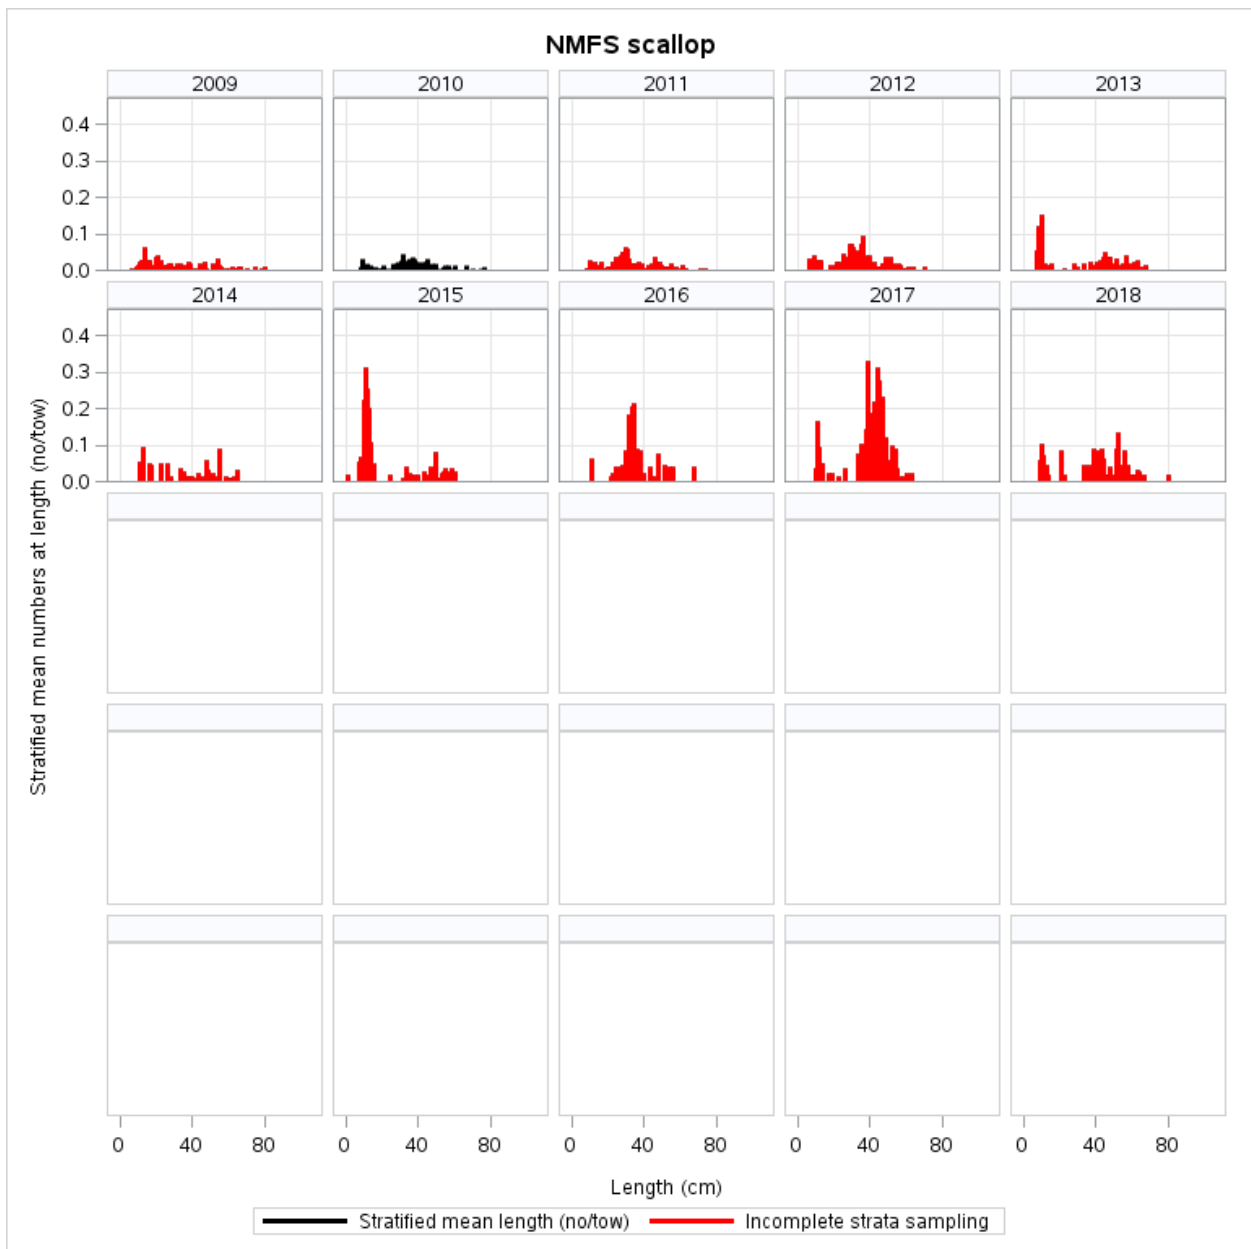 NMFS scallop
2009 2010 2011 2012 2013
0.4
0.3
0.2
0.1
0.0
2014 2015 2016 2017 2018
0.4
0.3
0.2
0.1
0.0
Stratified mean numbers at length (no/tow)
0 40 80 0 40 80 0 40 80 0 40 80 0 40 80
Length (cm)
Stratified mean length (no/tow) Incomplete strata sampling